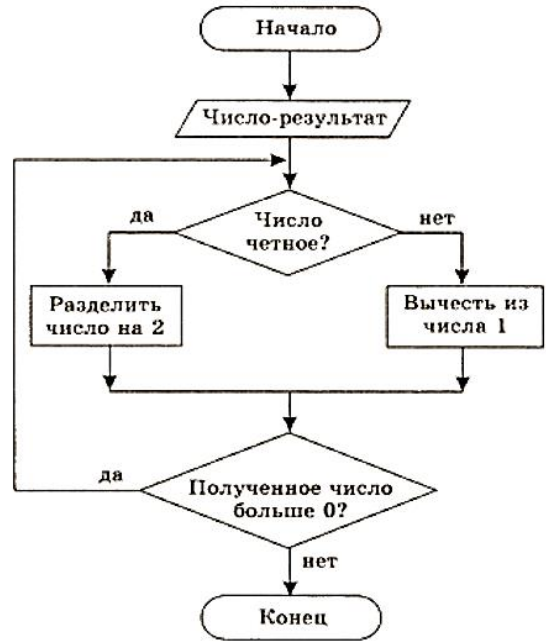 Начало
Число-результат
да
Число
четное?
нет
Разделить
число на 2
Вычесть из
числа 1
да
Полученное число
больше 0?
нет
Конец